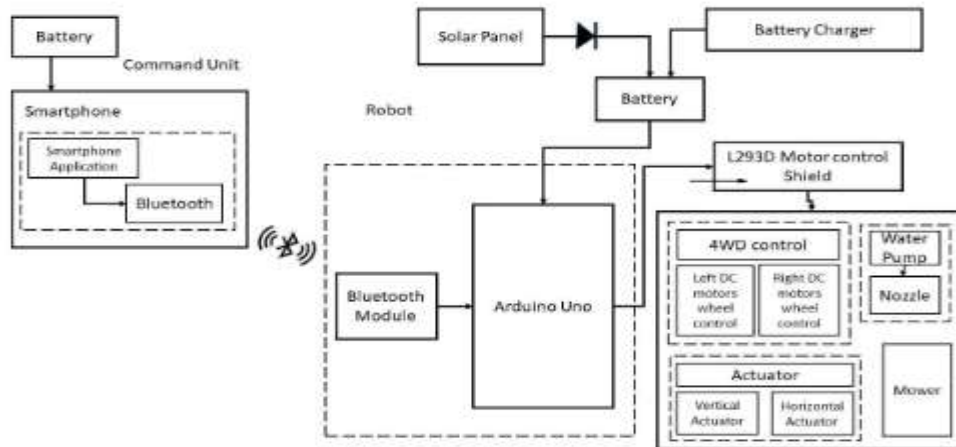 Battery
Command Unit
Smartphone
Smartphone
Application
Bluetooth
Solar Panel
Battery Charger
Battery
Robot
Bluetooth
Module
Arduino Uno
L293D Motor control
Shield
4WD control
Left DC
motors
wheel
control
Right DC
motors
wheel
control
Water
Pump
Nozzle
Actuator
Vertical
Actuator
Horizontal
Actuator
Mower